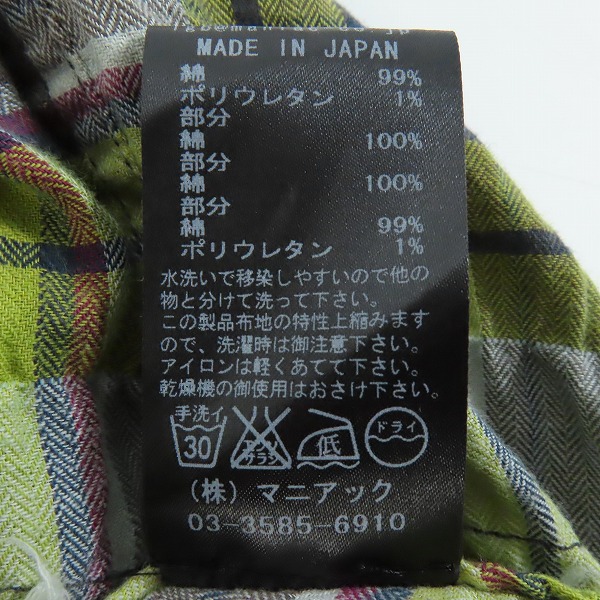 MADE IN JAPAN
綿 99%
ポリウレタン 1%
部分
綿 100%
部分
綿 100%
部分
綿 99%
ポリウレタン 1%
水洗いで移染しやすいので他の
物と分けて洗って下さい。
この製品布地の特性上縮みます
ので、洗濯時は御注意下さい。
アイロンは軽くあてて下さい。
乾燥機の御使用はおさけ下さい。
手洗イ 30 エンソサラシ 低 ドライ
(株) マニアック
03-3585-6910